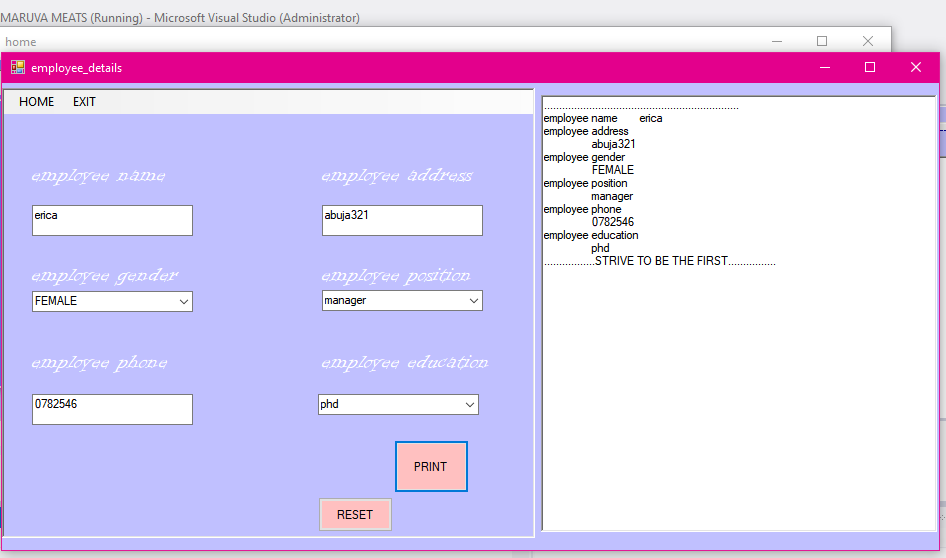 MARUVA MEATS (Running) - Microsoft Visual Studio (Administrator)
home
employee_details
HOME EXIT
employee name employee address
erica abuja321
employee gender employee position
FEMALE manager
employee phone employee education
0782546 phd
PRINT
RESET
..................................................................
employee name erica
employee address
abuja321
employee gender
FEMALE
employee position
manager
employee phone
0782546
employee education
phd
.................STRIVE TO BE THE FIRST................